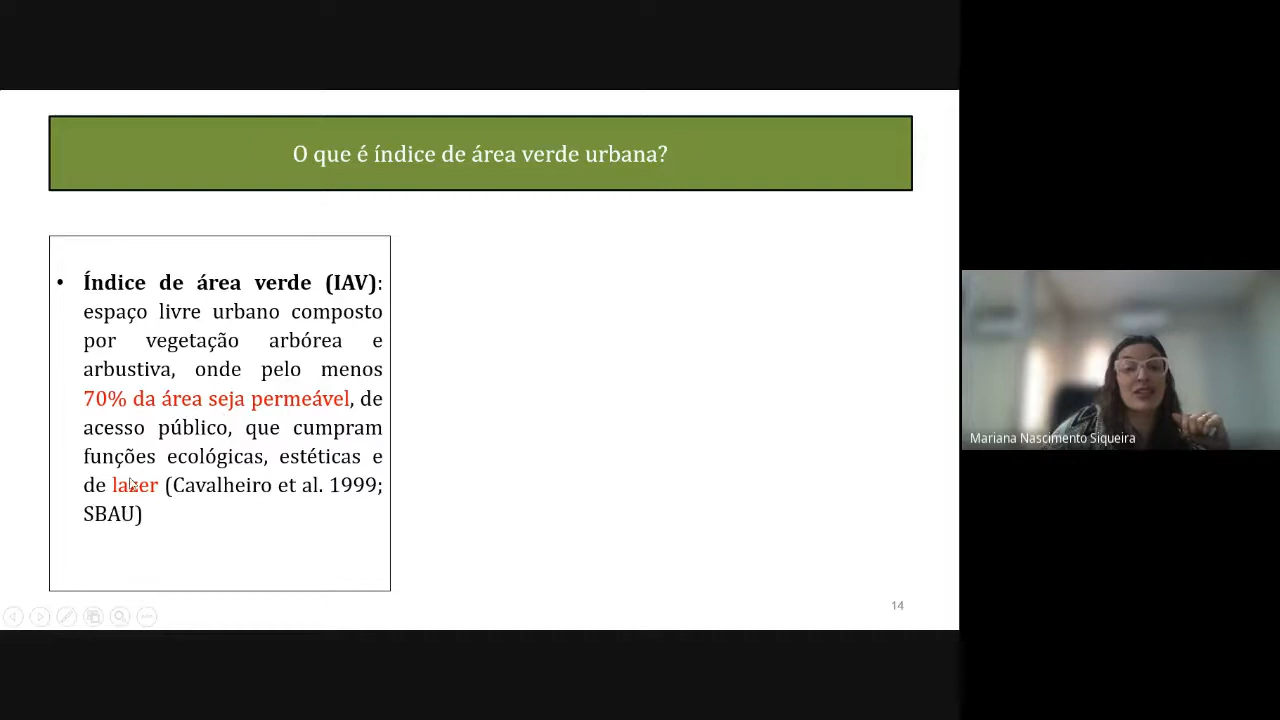 O que é índice de área verde urbana?
• Índice de área verde (IAV):
espaço livre urbano composto
por vegetação arbórea e
arbustiva, onde pelo menos
70% da área seja permeável, de
acesso público, que cumpram
funções ecológicas, estéticas e
de lazer (Cavalheiro et al. 1999;
SBAU)
14
Mariana Nascimento Siqueira